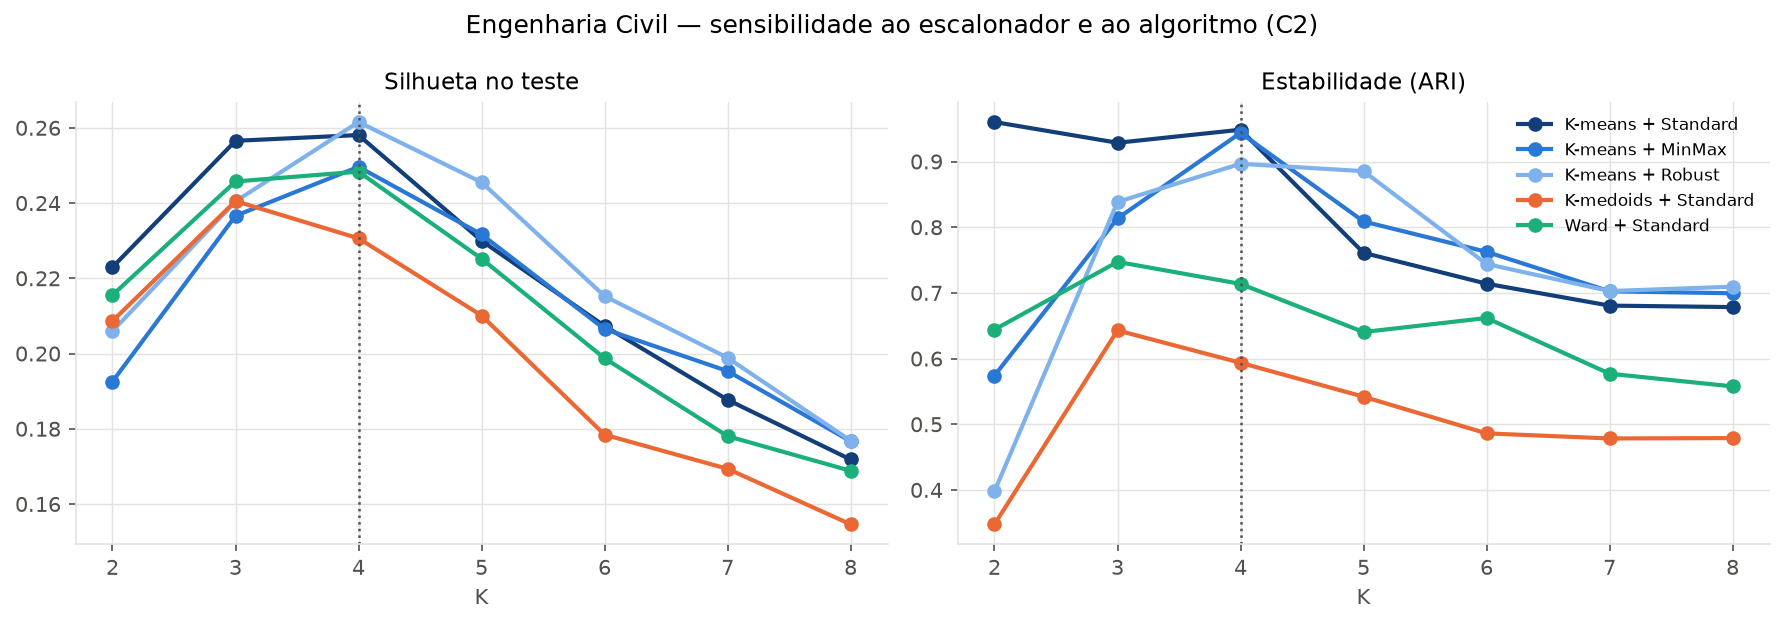 Engenharia Civil — sensibilidade ao escalonador e ao algoritmo (C2)
Silhueta no teste
0.26
0.24
0.22
0.20
0.18
0.16
2 3 4 5 6 7 8
K
Estabilidade (ARI)
0.9
0.8
0.7
0.6
0.5
0.4
2 3 4 5 6 7 8
K
K-means + Standard
K-means + MinMax
K-means + Robust
K-medoids + Standard
Ward + Standard